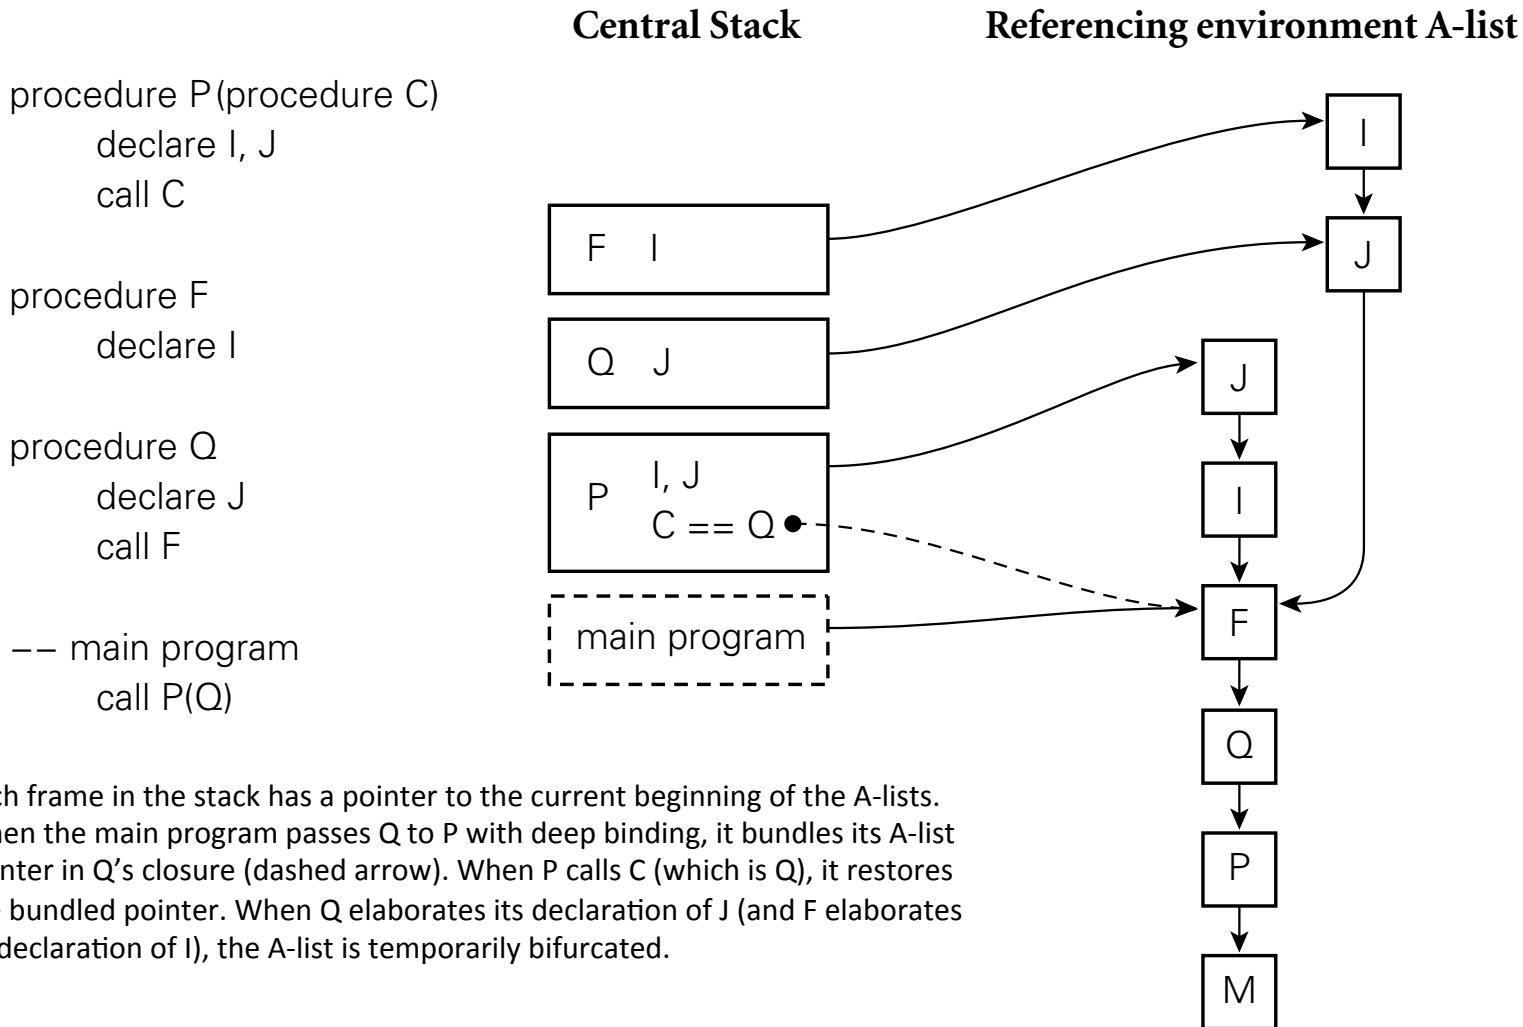 Central Stack
Referencing environment A-list
procedure P(procedure C)
declare I, J
call C
procedure F
declare I
procedure Q
declare J
call F
-- main program
call P(Q)
F I
Q J
P
I, J
C == Q
main program
I
J
J
I
F
Q
P
M
ch frame in the stack has a pointer to the current beginning of the A-lists.
hen the main program passes Q to P with deep binding, it bundles its A-list
inter in Q’s closure (dashed arrow). When P calls C (which is Q), it restores
e bundled pointer. When Q elaborates its declaration of J (and F elaborates
declaration of I), the A-list is temporarily bifurcated.